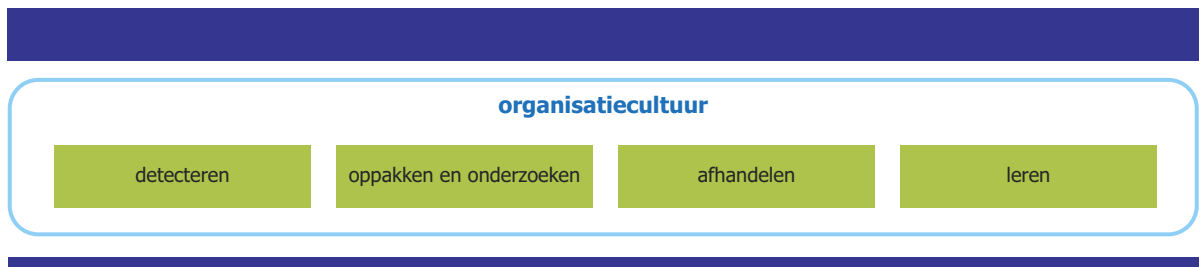 organisatiecultuur
detecteren
oppakken en onderzoeken
afhandelen
leren